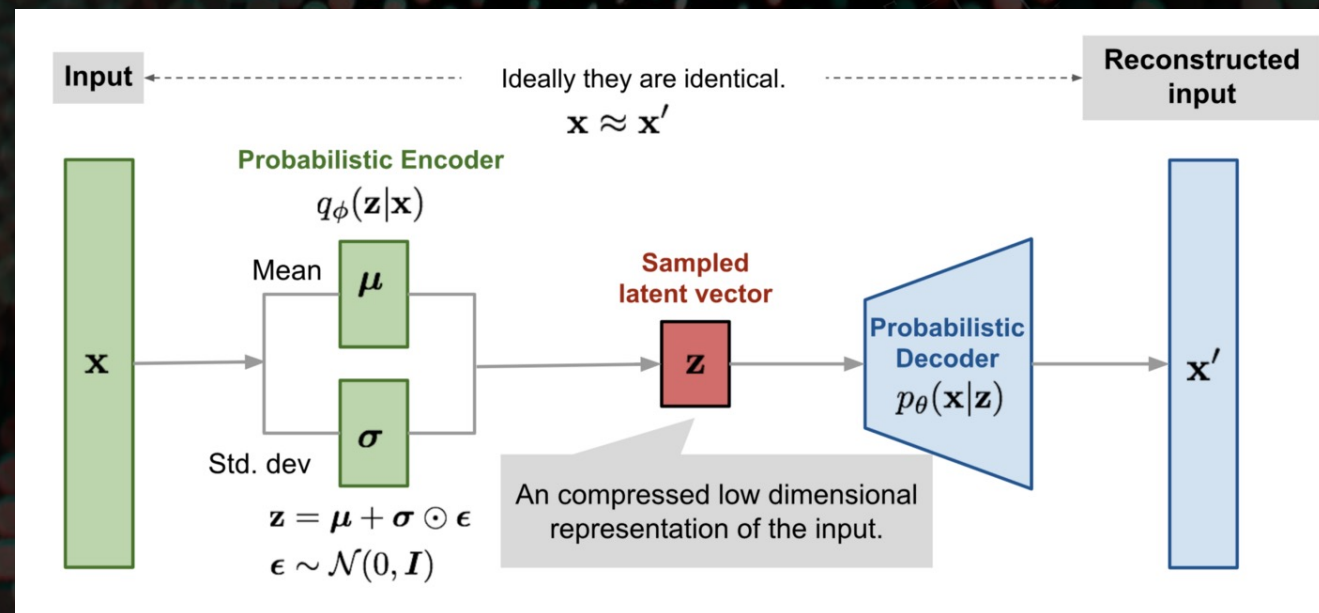 Input
Ideally they are identical.
x ≈ x′
Reconstructed
input
Probabilistic Encoder
qϕ(z|x)
Mean
μ
x
σ
Std. dev
z = μ + σ ⊙ ϵ
ϵ ∼ 𝒩(0, I)
Sampled
latent vector
z
An compressed low dimensional
representation of the input.
Probabilistic
Decoder
pθ(x|z)
x′